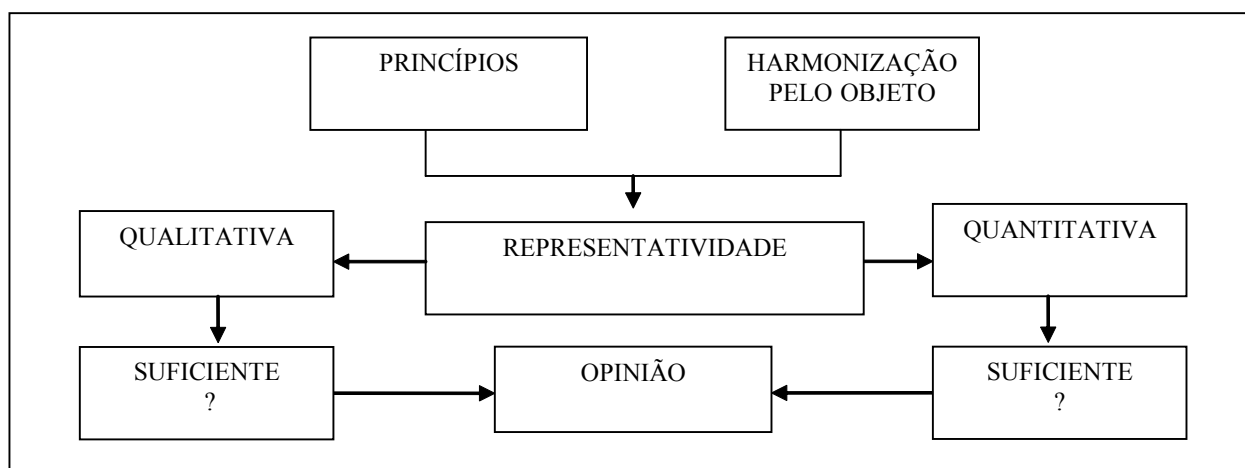 PRINCÍPIOS
HARMONIZAÇÃO
PELO OBJETO
QUALITATIVA
REPRESENTATIVIDADE
QUANTITATIVA
SUFICIENTE
?
OPINIÃO
SUFICIENTE
?